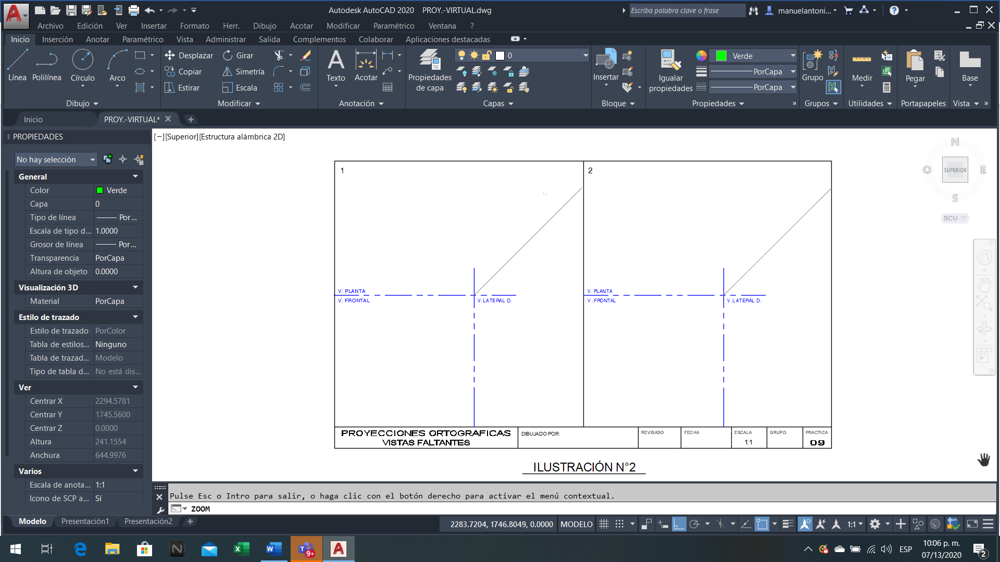 Autodesk AutoCAD 2020 PROY.-VIRTUAL.dwg
Escriba palabra clave o frase
manuelantoni...
Archivo Edición Ver Insertar Formato Herr. Dibujo Acotar Modificar Paramétrico Ventana ?
Inicio Inserción Anotar Paramétrico Vista Administrar Salida Complementos Colaborar Aplicaciones destacadas
Línea Polilínea Círculo Arco
Desplazar Girar
Copiar Simetría
Estirar Escala
Texto Acotar
Propiedades de capa
0
Insertar
Igualar propiedades
Verde
PorCapa
PorCapa
Grupo
Medir
Pegar
Base
Dibujo Modificar Anotación Capas Bloque Propiedades Grupos Utilidades Portapapeles Vista
Inicio PROY.-VIRTUAL*
PROPIEDADES
No hay selección
General
Color Verde
Capa 0
Tipo de línea Por...
Escala de tipo d... 1.0000
Grosor de línea Por...
Transparencia PorCapa
Altura de objeto 0.0000
Visualización 3D
Material PorCapa
Estilo de trazado
Estilo de trazado PorColor
Tabla de estilos... Ninguno
Tabla de trazad... Modelo
Tipo de tabla d... No está dis...
Ver
Centrar X 2294.5781
Centrar Y 1745.5600
Centrar Z 0.0000
Altura 241.1554
Anchura 644.9976
Varios
Escala de anota... 1:1
Icono de SCP a... Sí
[−][Superior][Estructura alámbrica 2D]
1
2
V. PLANTA
V. FRONTAL
V.LATERAL D.
V. PLANTA
V. FRONTAL
V.LATERAL D.
PROYECCIONES ORTOGRAFICAS
VISTAS FALTANTES
DIBUJADO POR:
REVISADO
FECHA
ESCALA
1:1
GRUPO
PRACTICA
09
ILUSTRACIÓN N°2
N
O SUPERIOR E
S
SCU
Pulse Esc o Intro para salir, o haga clic con el botón derecho para activar el menú contextual.
ZOOM
Modelo Presentación1 Presentación2
2283.7204, 1746.8049, 0.0000 MODELO 1:1
9+
ESP
10:06 p. m.
07/13/2020
2